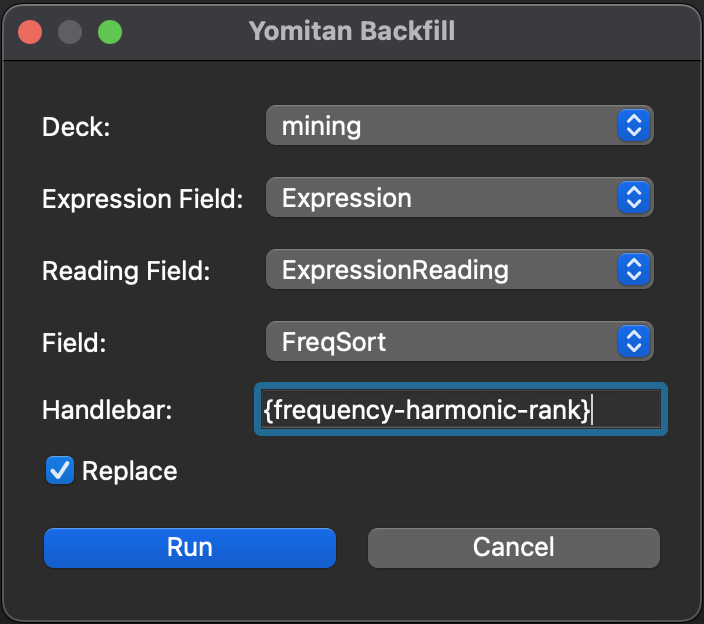 Yomitan Backfill
Deck: mining
Expression Field: Expression
Reading Field: ExpressionReading
Field: FreqSort
Handlebar: {frequency-harmonic-rank}
Replace
Run Cancel